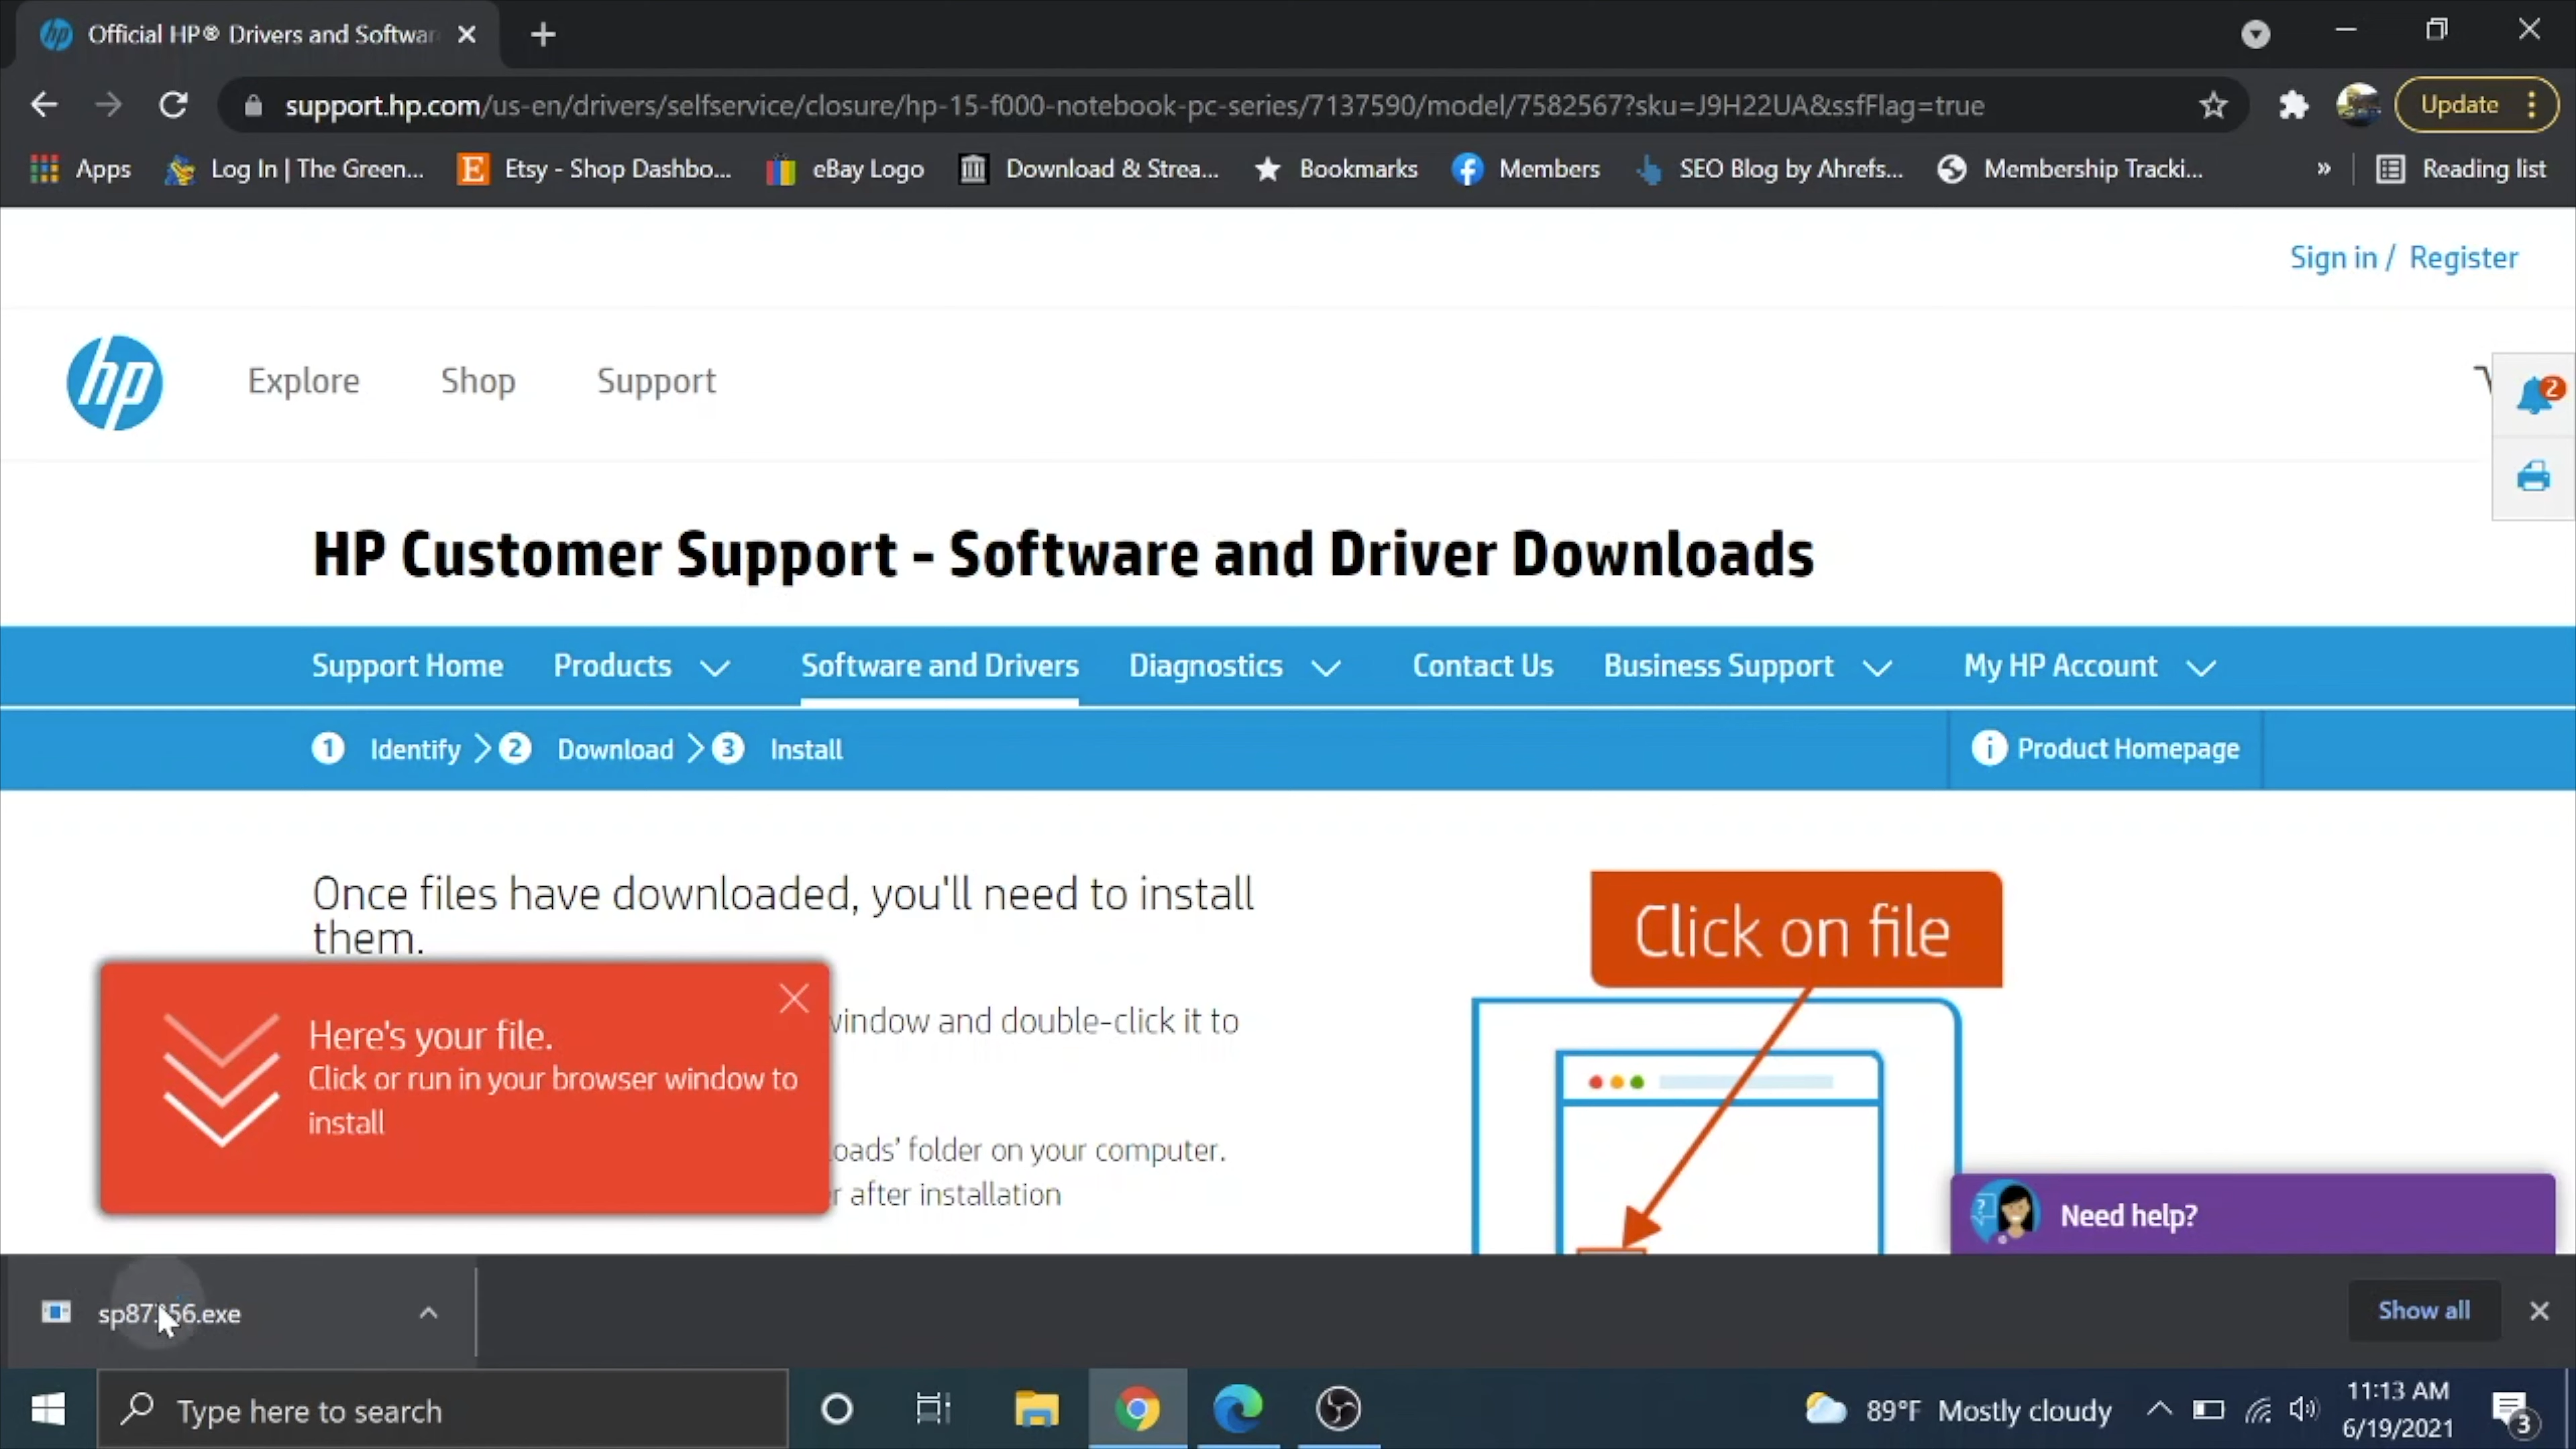 Official HP® Drivers and Softwar
support.hp.com/us-en/drivers/selfservice/closure/hp-15-f000-notebook-pc-series/7137590/model/7582567?sku=J9H22UA&ssfFlag=true
Update
Apps Log In | The Green... Etsy - Shop Dashbo... eBay Logo Download & Strea... Bookmarks Members SEO Blog by Ahrefs... Membership Tracki... » Reading list
Sign in / Register
hp Explore Shop Support
2
HP Customer Support - Software and Driver Downloads
Support Home Products Software and Drivers Diagnostics Contact Us Business Support My HP Account
1 Identify 2 Download 3 Install Product Homepage
Once files have downloaded, you'll need to install
them.
Click on file
window and double-click it to
Here's your file.
Click or run in your browser window to
install
oads' folder on your computer.
r after installation
Need help?
Show all
Type here to search
89°F Mostly cloudy
11:13 AM
6/19/2021
3